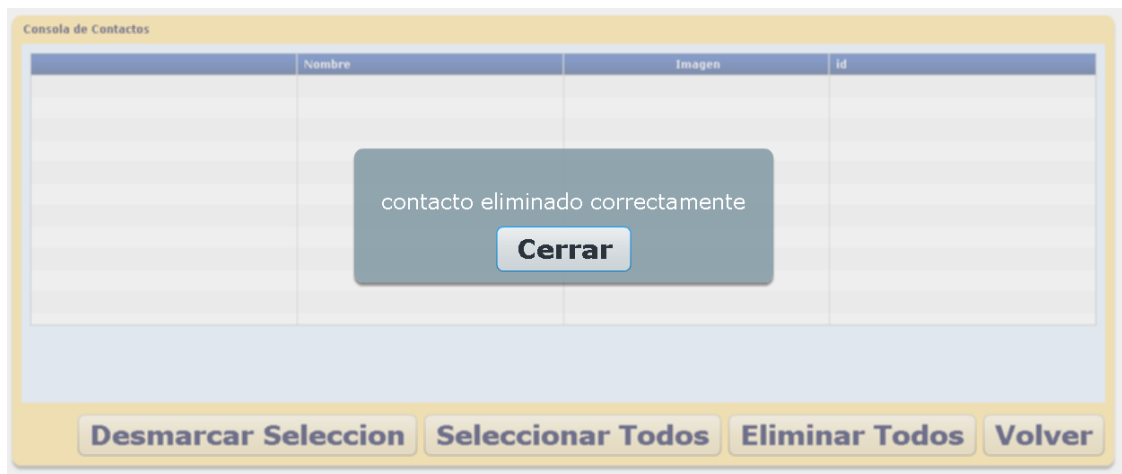 Consola de Contactos
Nombre Imagen id
contacto eliminado correctamente
Cerrar
Desmarcar Seleccion Seleccionar Todos Eliminar Todos Volver